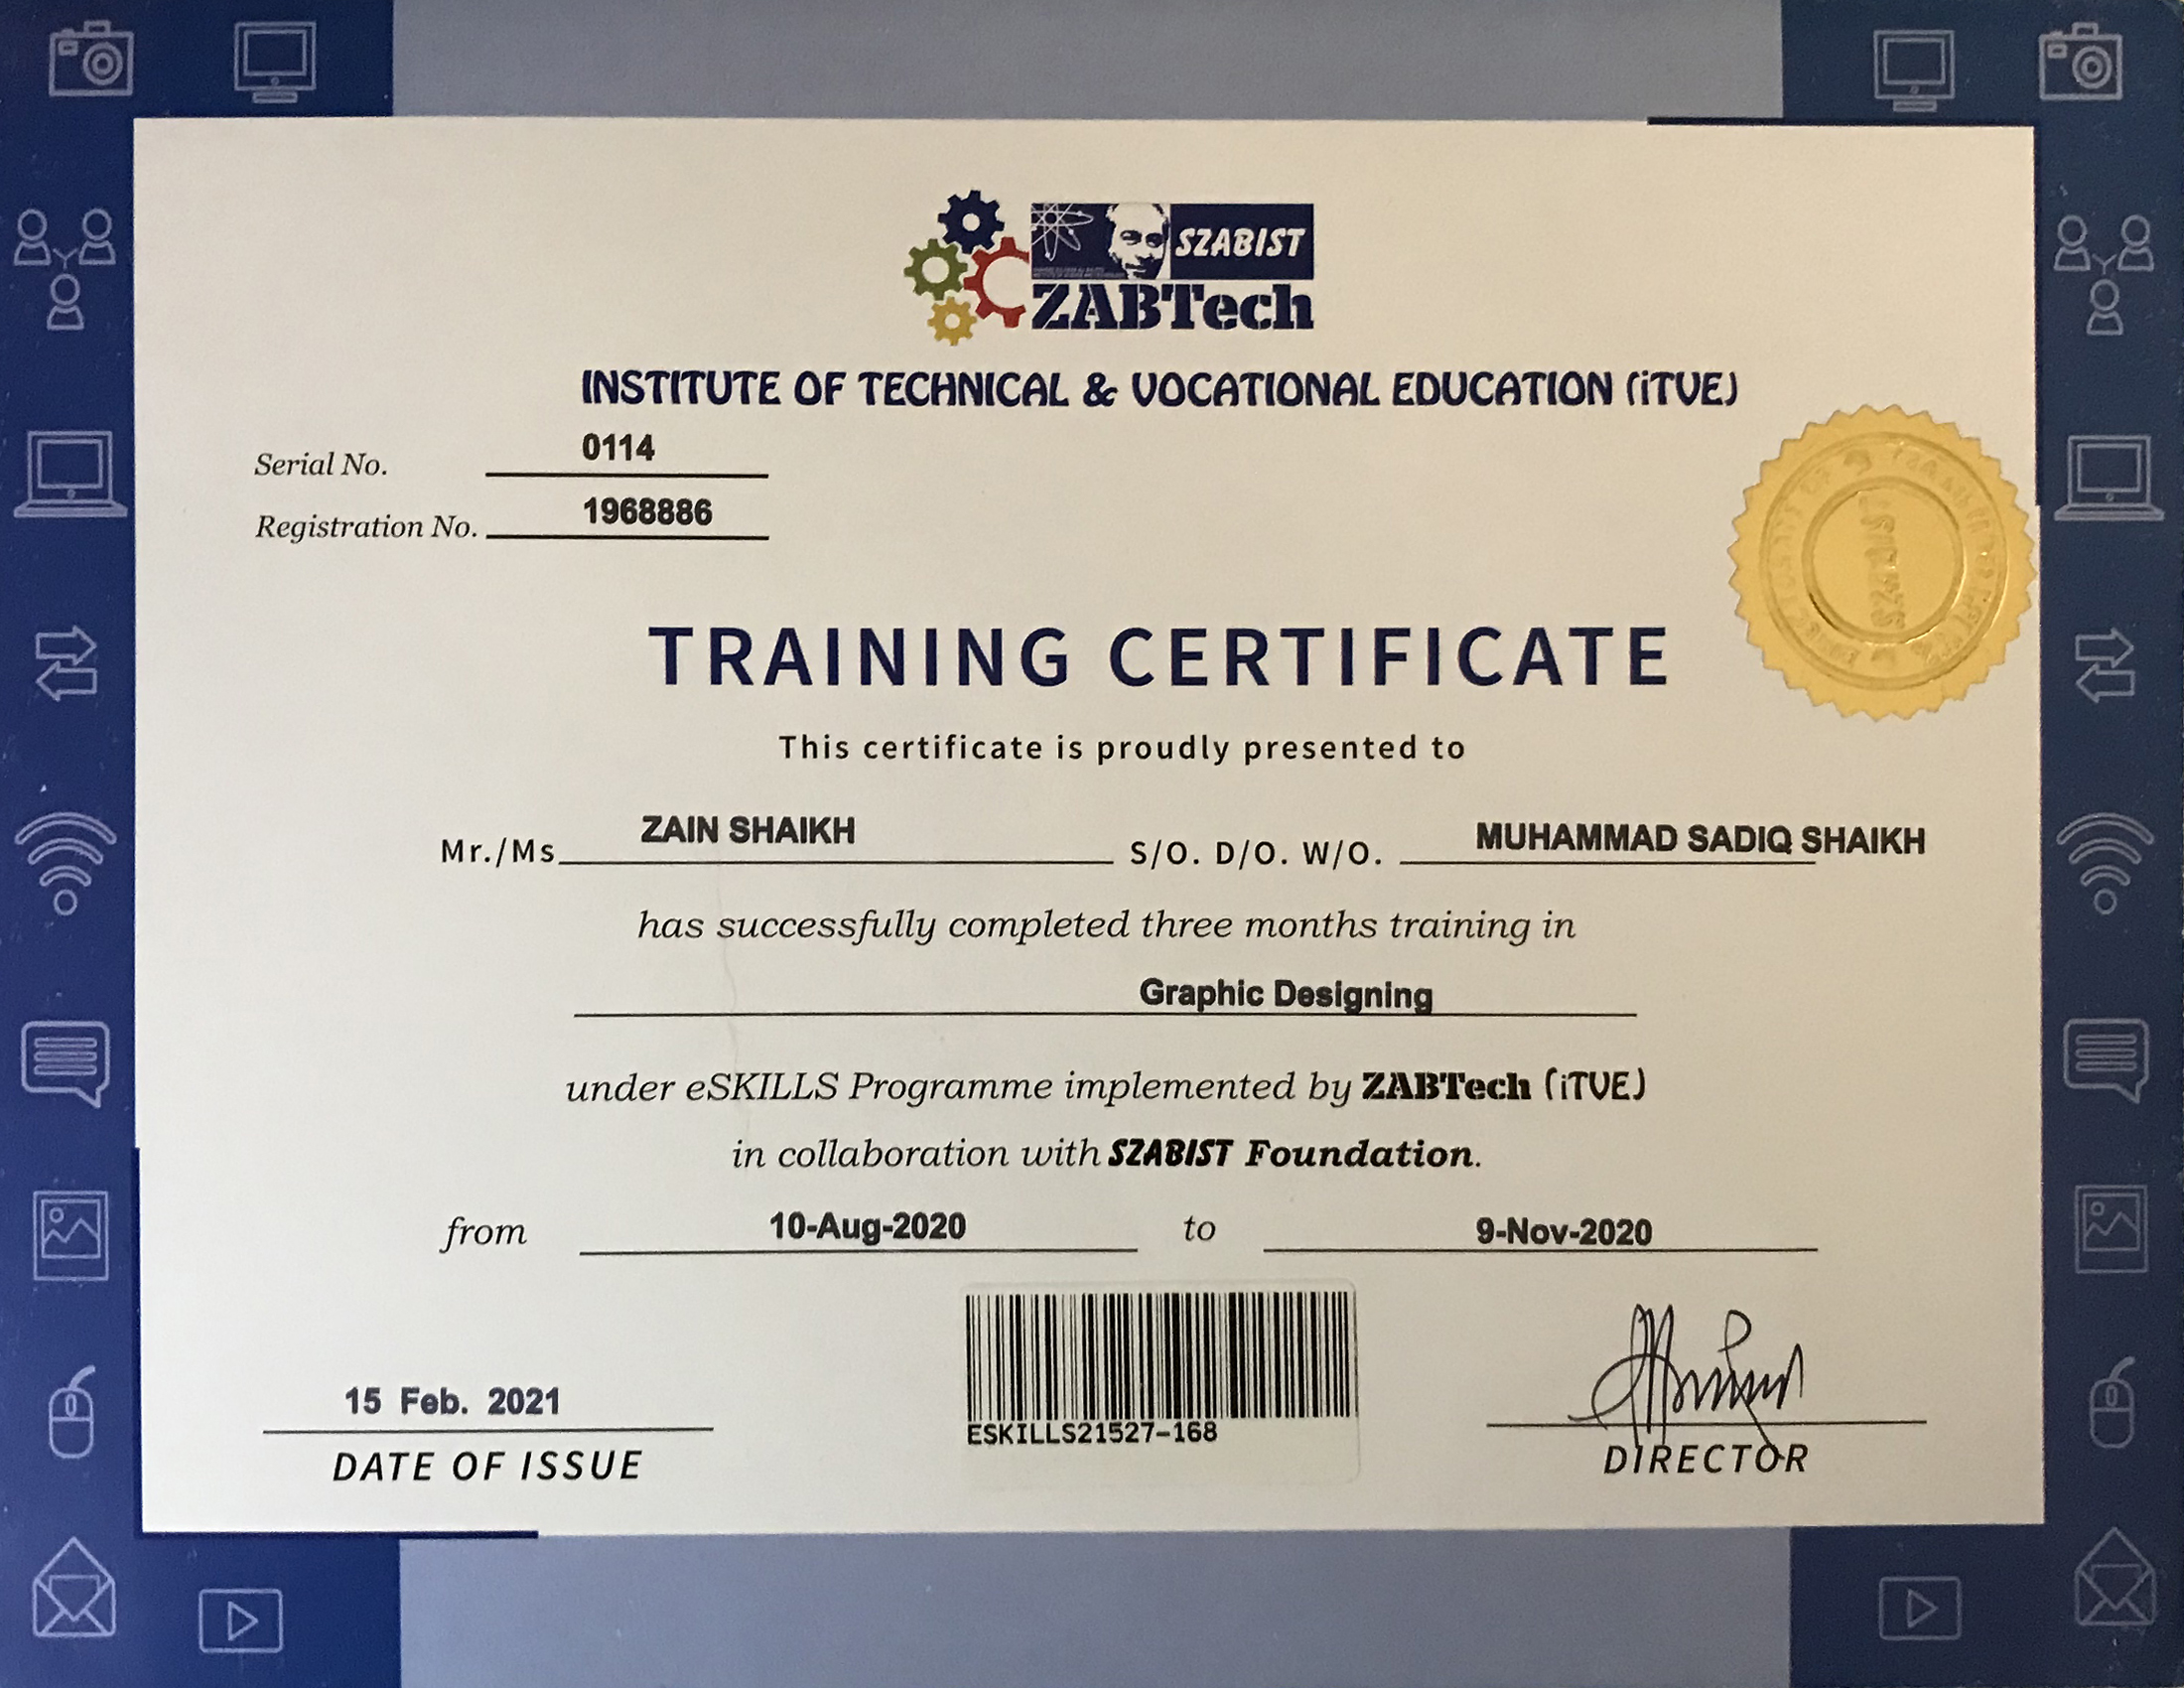 SZABIST
ZABTech
INSTITUTE OF TECHNICAL & VOCATIONAL EDUCATION (iTVE)
Serial No. 0114
Registration No. 1968886
TRAINING CERTIFICATE
This certificate is proudly presented to
Mr./Ms ZAIN SHAIKH S/O. D/O. W/O. MUHAMMAD SADIQ SHAIKH
has successfully completed three months training in
Graphic Designing
under eSKILLS Programme implemented by ZABTech (iTVE)
in collaboration with SZABIST Foundation.
from 10-Aug-2020 to 9-Nov-2020
15 Feb. 2021
DATE OF ISSUE
ESKILLS21527-168
DIRECTOR